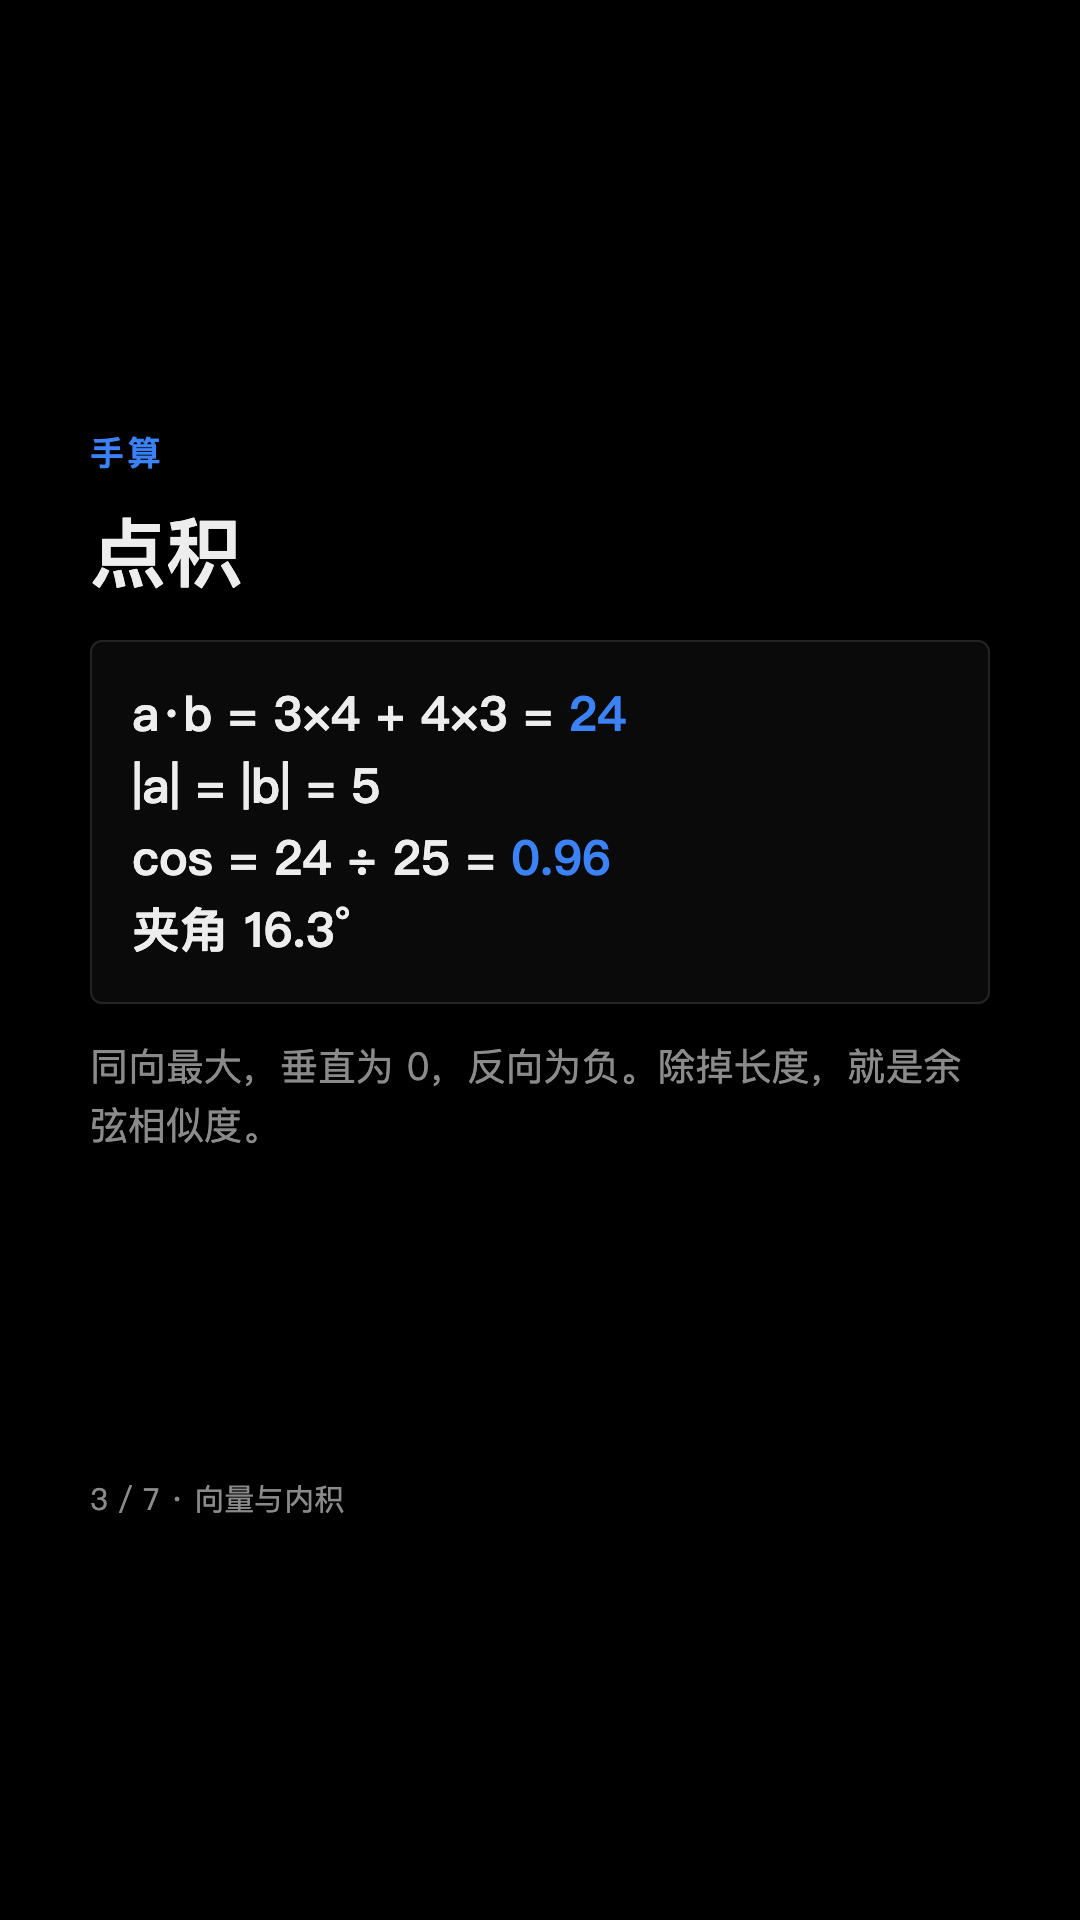 手算
点积
a·b = 3×4 + 4×3 = 24
|a| = |b| = 5
cos = 24 ÷ 25 = 0.96
夹角 16.3°
同向最大，垂直为 0，反向为负。除掉长度，就是余
弦相似度。
3 / 7 · 向量与内积